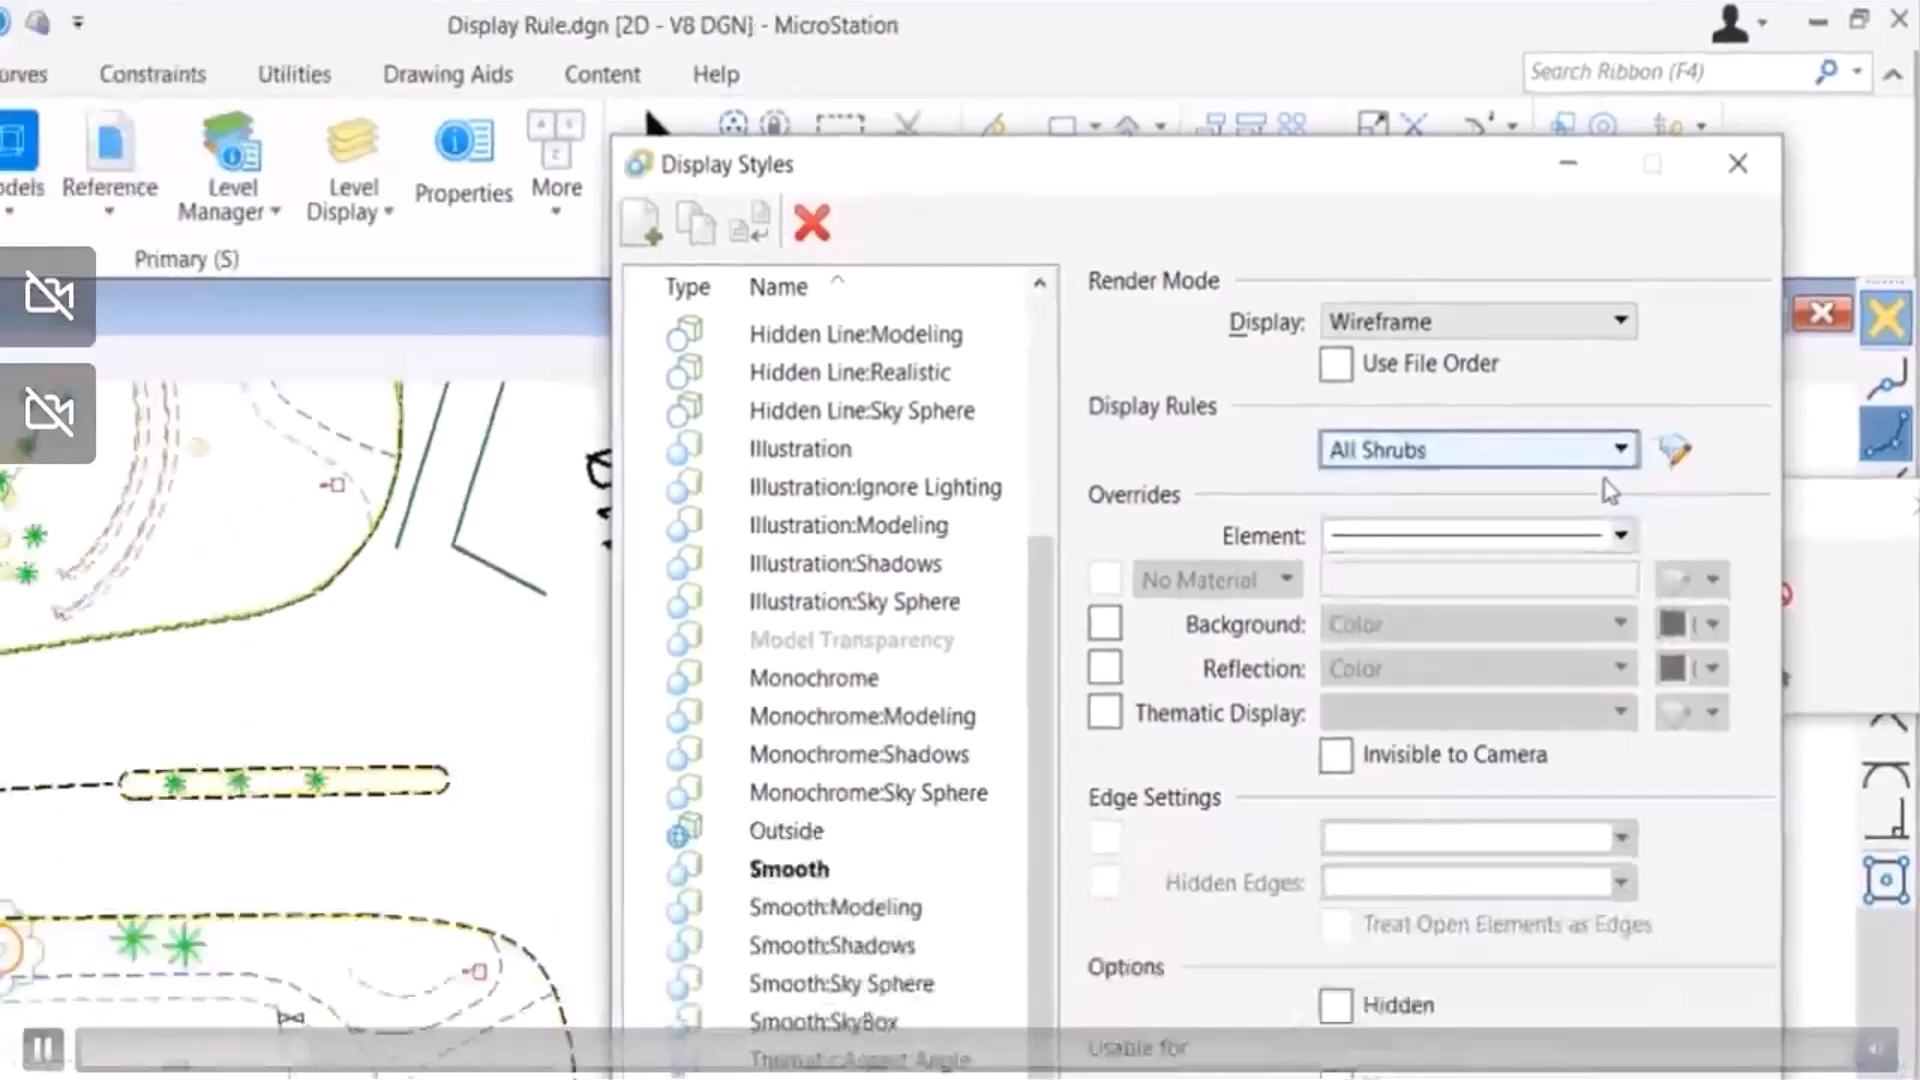 Display Rule.dgn [2D - V8 DGN] - MicroStation
urves Constraints Utilities Drawing Aids Content Help
Search Ribbon (F4)
odels
Reference
Level
Manager
Level
Display
Properties
More
A S
Z
Primary (S)
Display Styles
Type Name
Hidden Line:Modeling
Hidden Line:Realistic
Hidden Line:Sky Sphere
Illustration
Illustration:Ignore Lighting
Illustration:Modeling
Illustration:Shadows
Illustration:Sky Sphere
Model Transparency
Monochrome
Monochrome:Modeling
Monochrome:Shadows
Monochrome:Sky Sphere
Outside
Smooth
Smooth:Modeling
Smooth:Shadows
Smooth:Sky Sphere
Smooth:SkyBox
Thematic:Aspect Angle
Render Mode
Display: Wireframe
Use File Order
Display Rules
All Shrubs
Overrides
Element:
No Material
Background: Color (
Reflection: Color (
Thematic Display:
Invisible to Camera
Edge Settings
Hidden Edges:
Treat Open Elements as Edges
Options
Hidden
Usable for